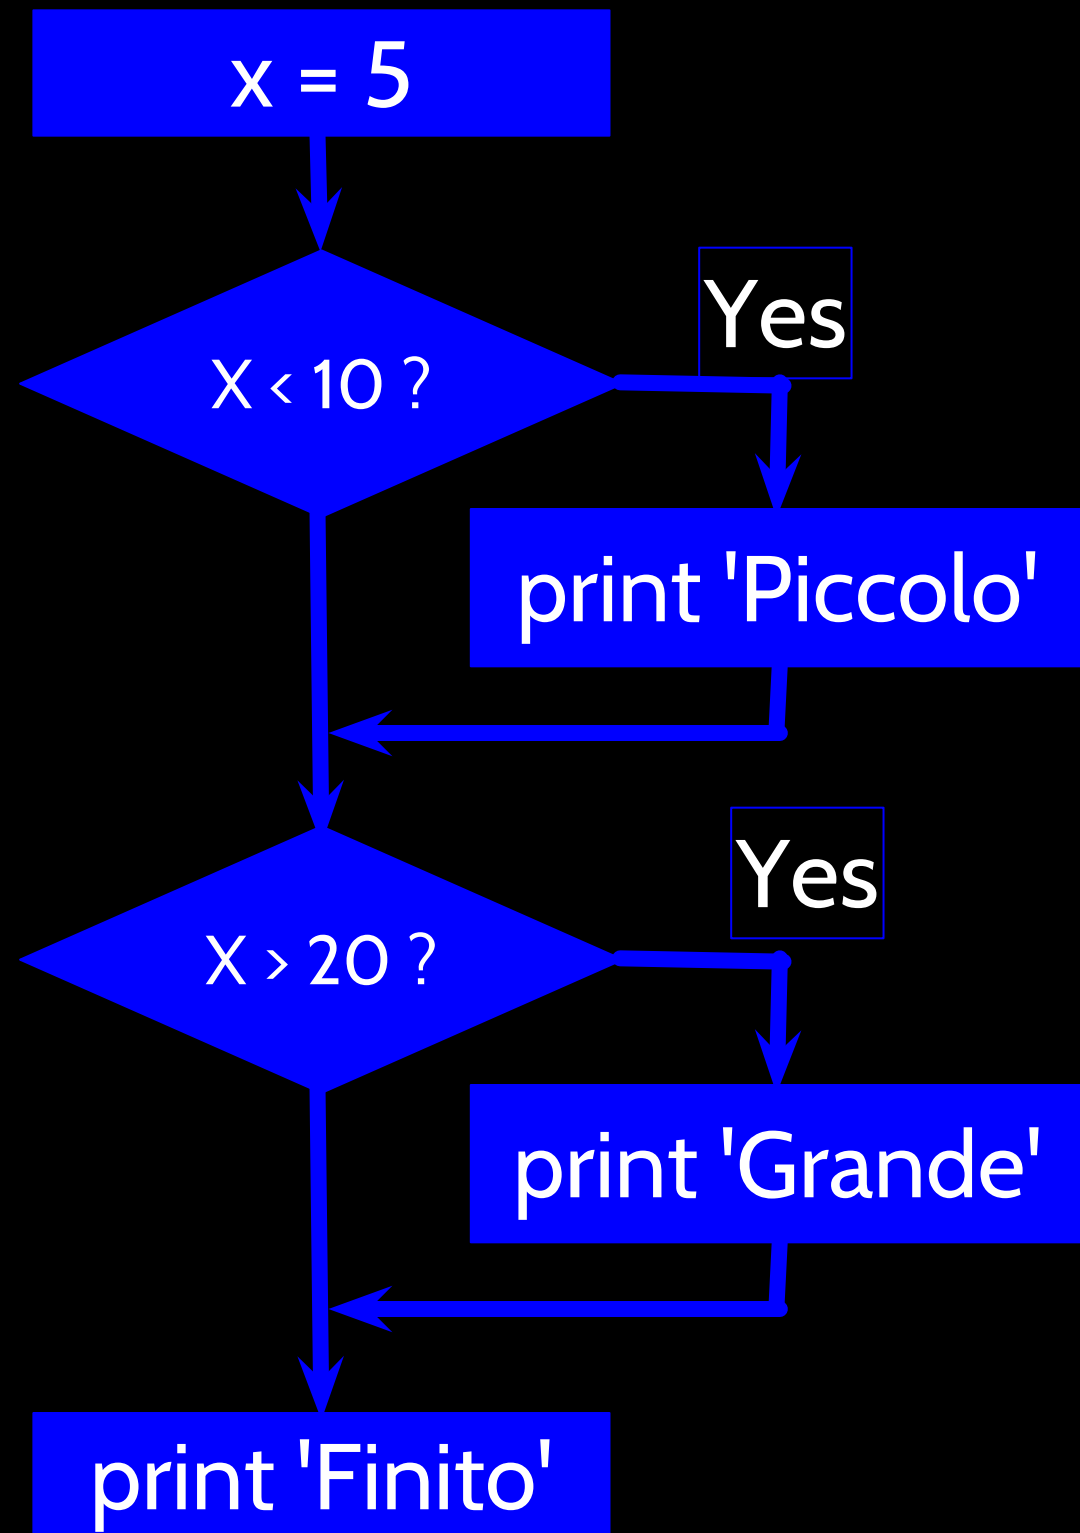 x = 5
X < 10 ?
Yes
print 'Piccolo'
X > 20 ?
Yes
print 'Grande'
print 'Finito'